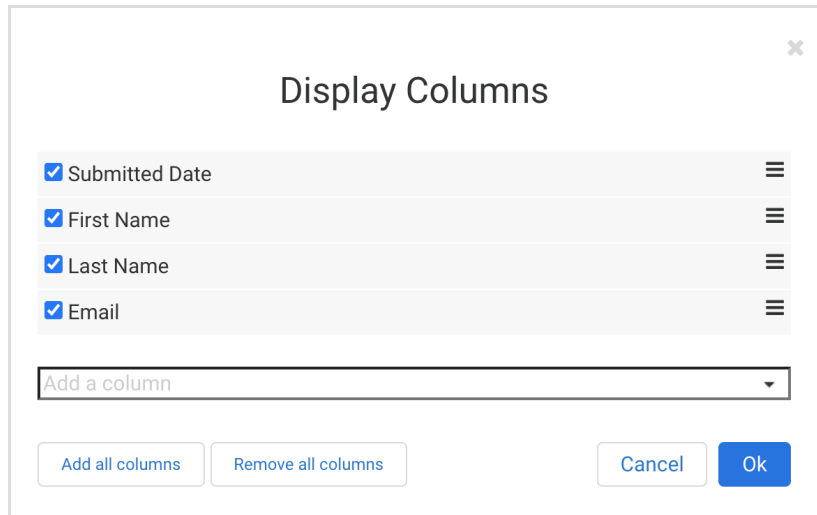 Display Columns
Submitted Date
First Name
Last Name
Email
Add a column
Add all columns Remove all columns Cancel Ok